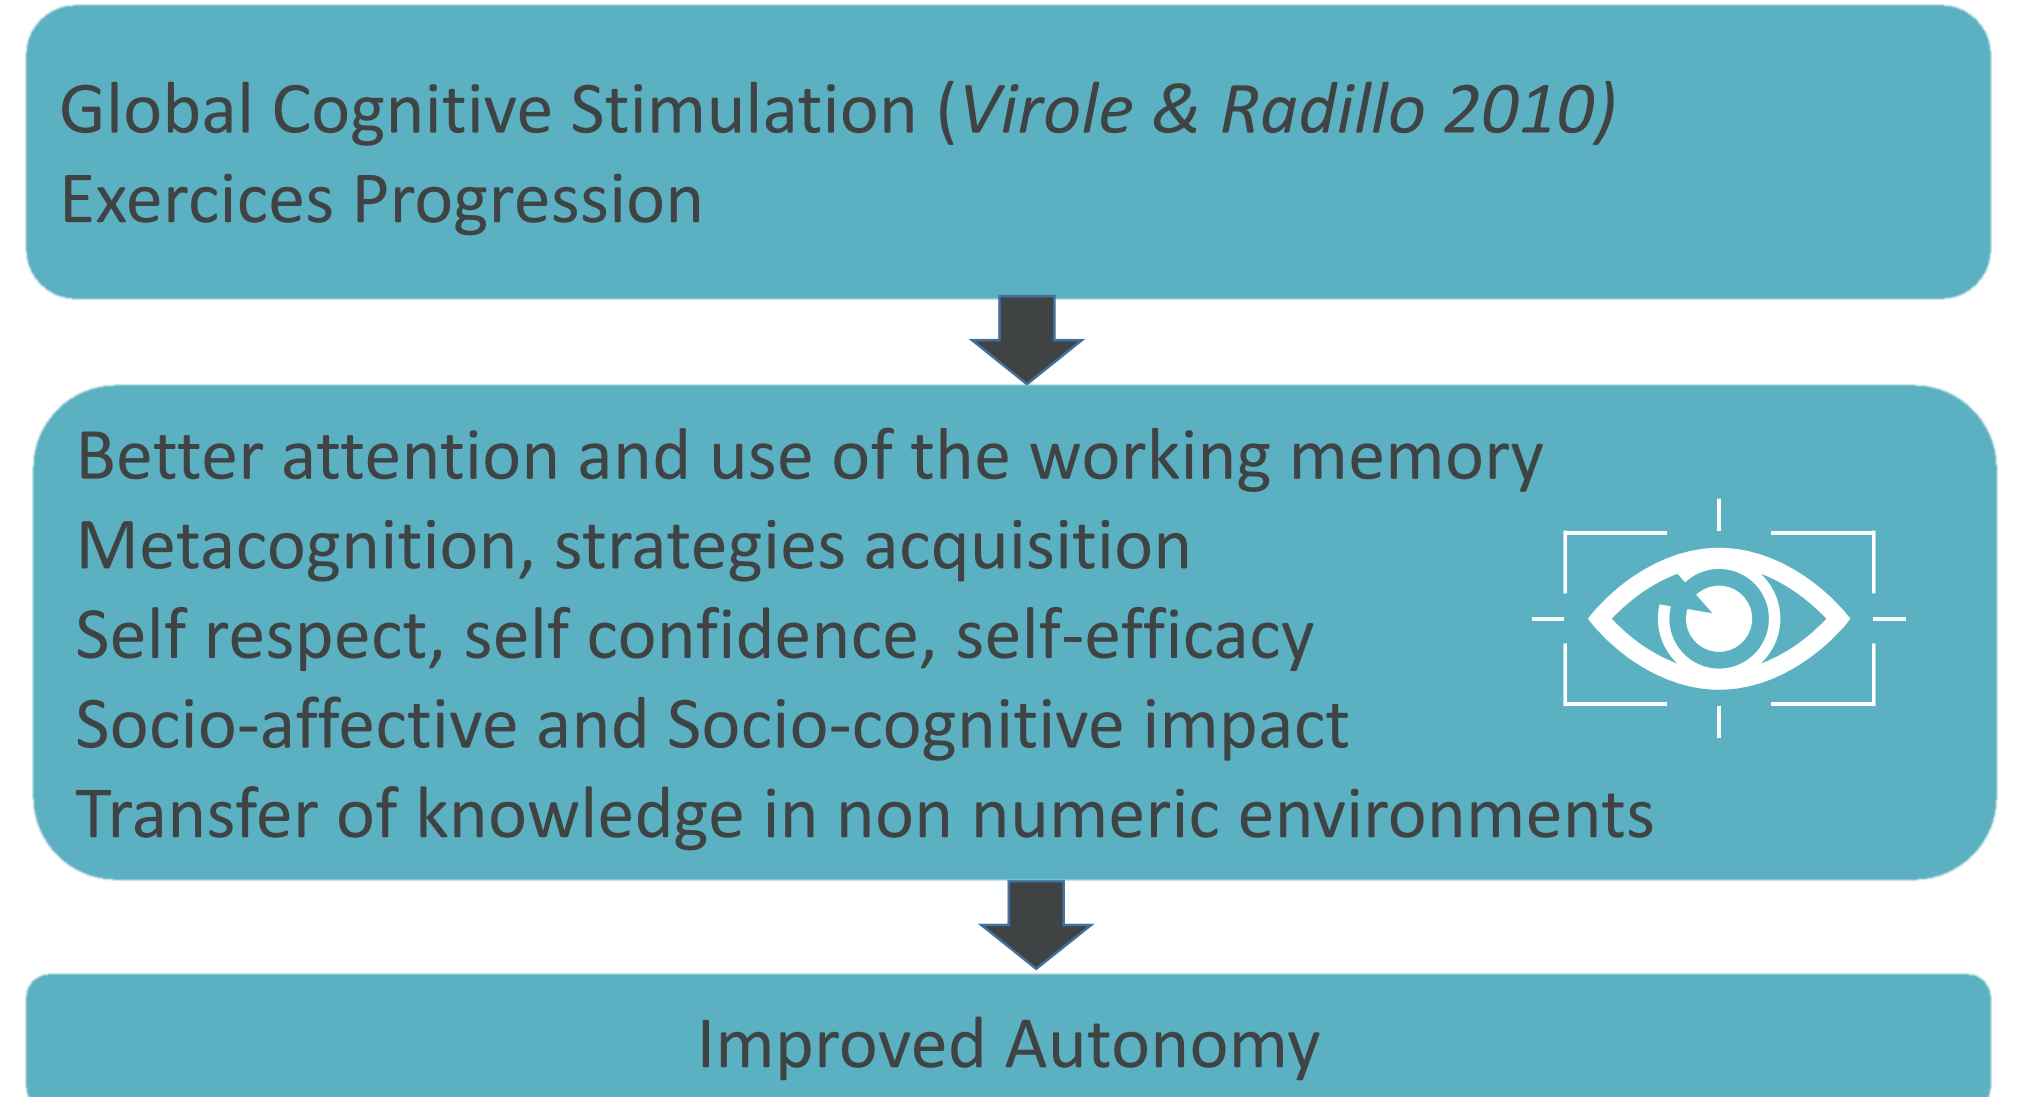 Global Cognitive Stimulation (Virole & Radillo 2010)
Exercices Progression
Better attention and use of the working memory
Metacognition, strategies acquisition
Self respect, self confidence, self-efficacy
Socio-affective and Socio-cognitive impact
Transfer of knowledge in non numeric environments
Improved Autonomy